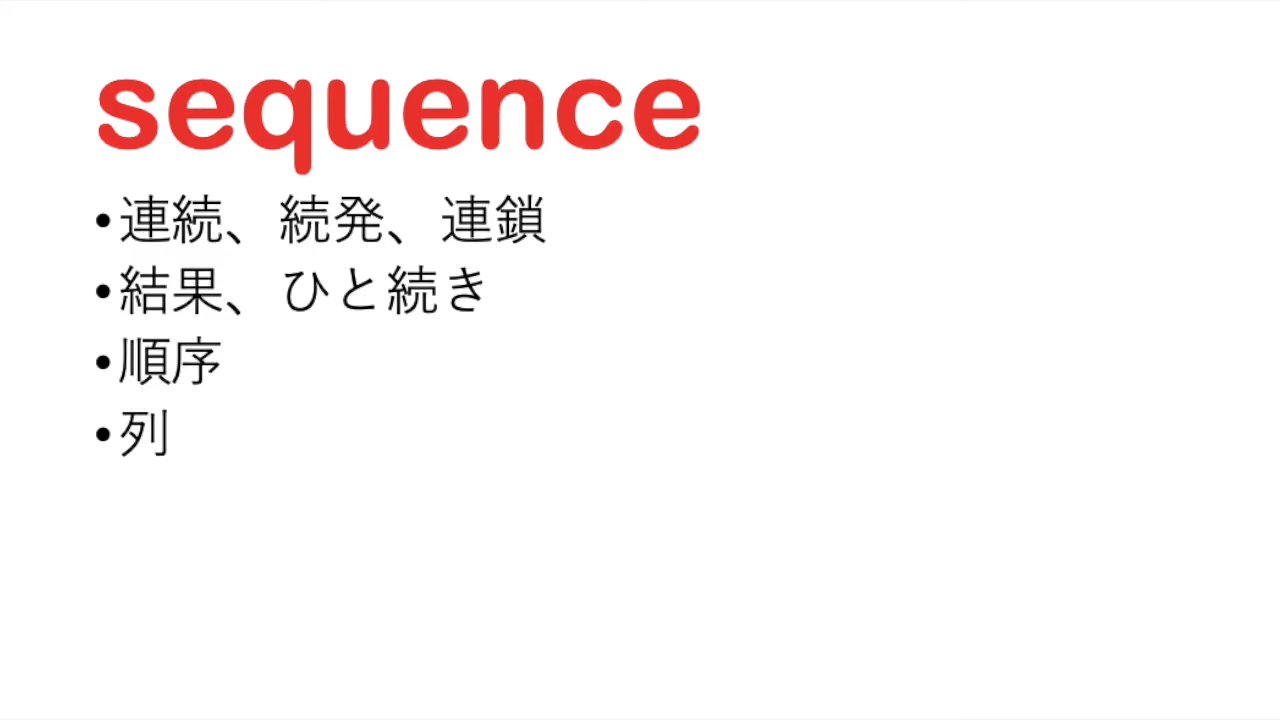 sequence
•連続、続発、連鎖
•結果、ひと続き
•順序
•列